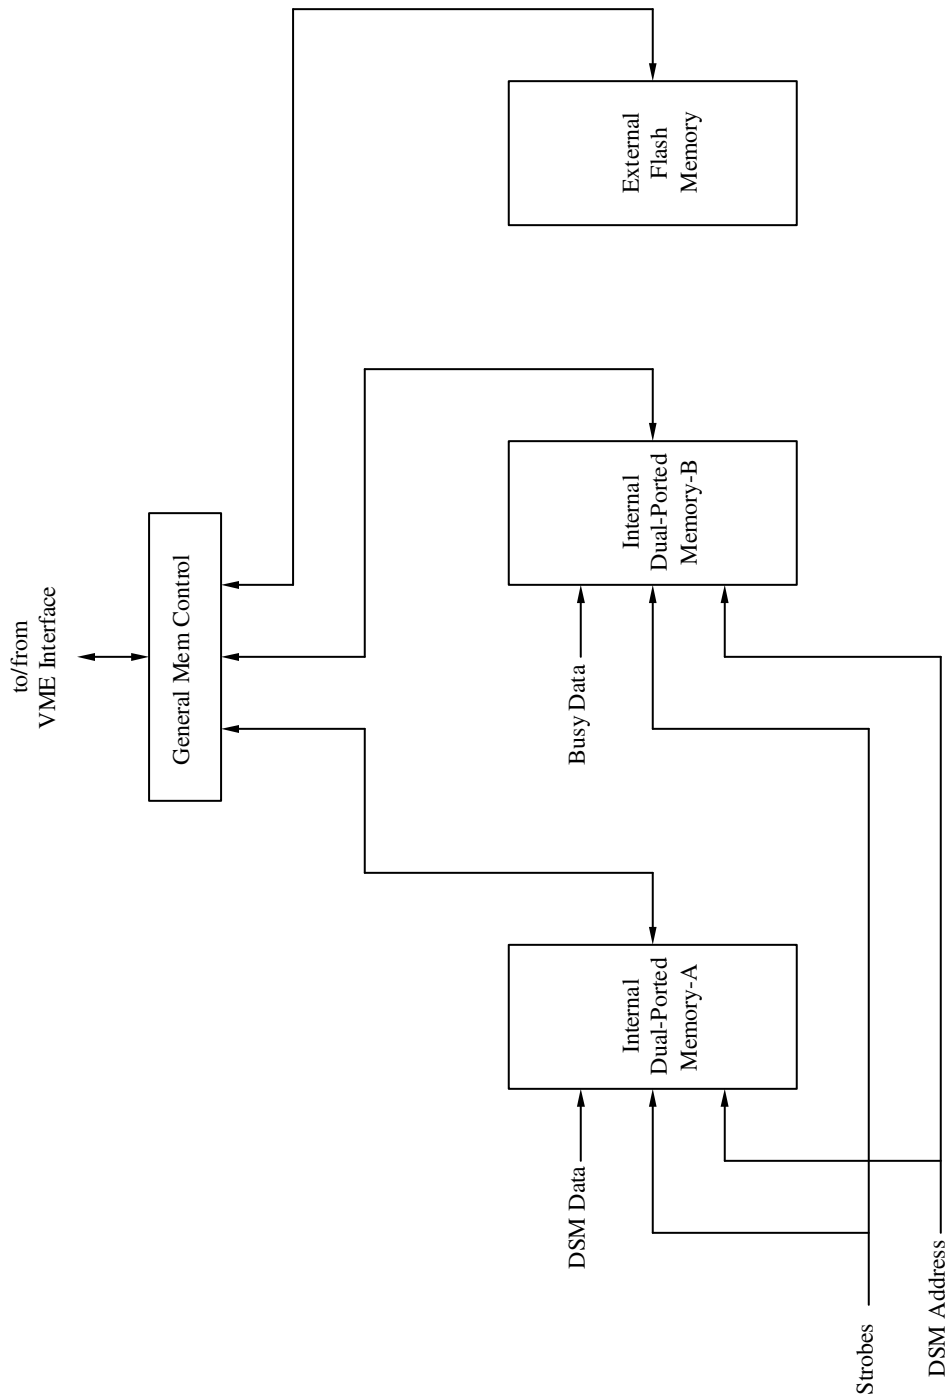 to/from
VME Interface
General Mem Control
DSM Data
Internal
Dual-Ported
Memory-A
Busy Data
Internal
Dual-Ported
Memory-B
External
Flash
Memory
Strobes
DSM Address